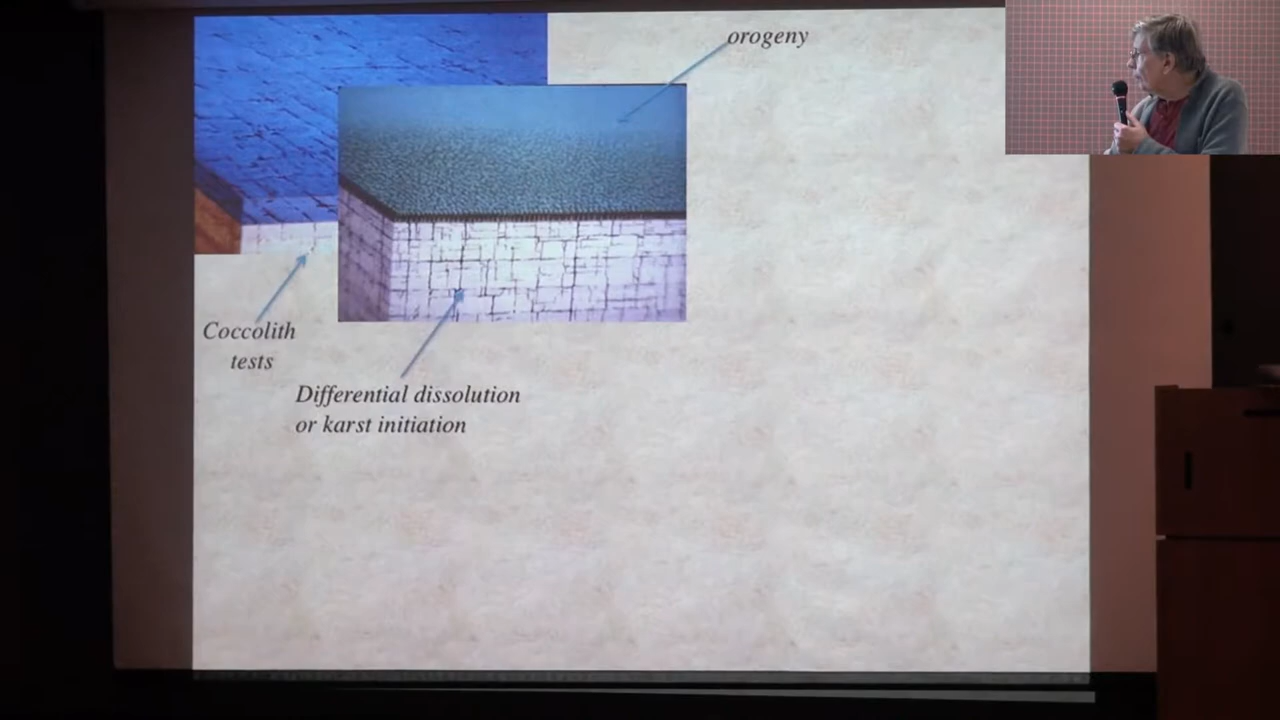 orogeny
Coccolith
tests
Differential dissolution
or karst initiation